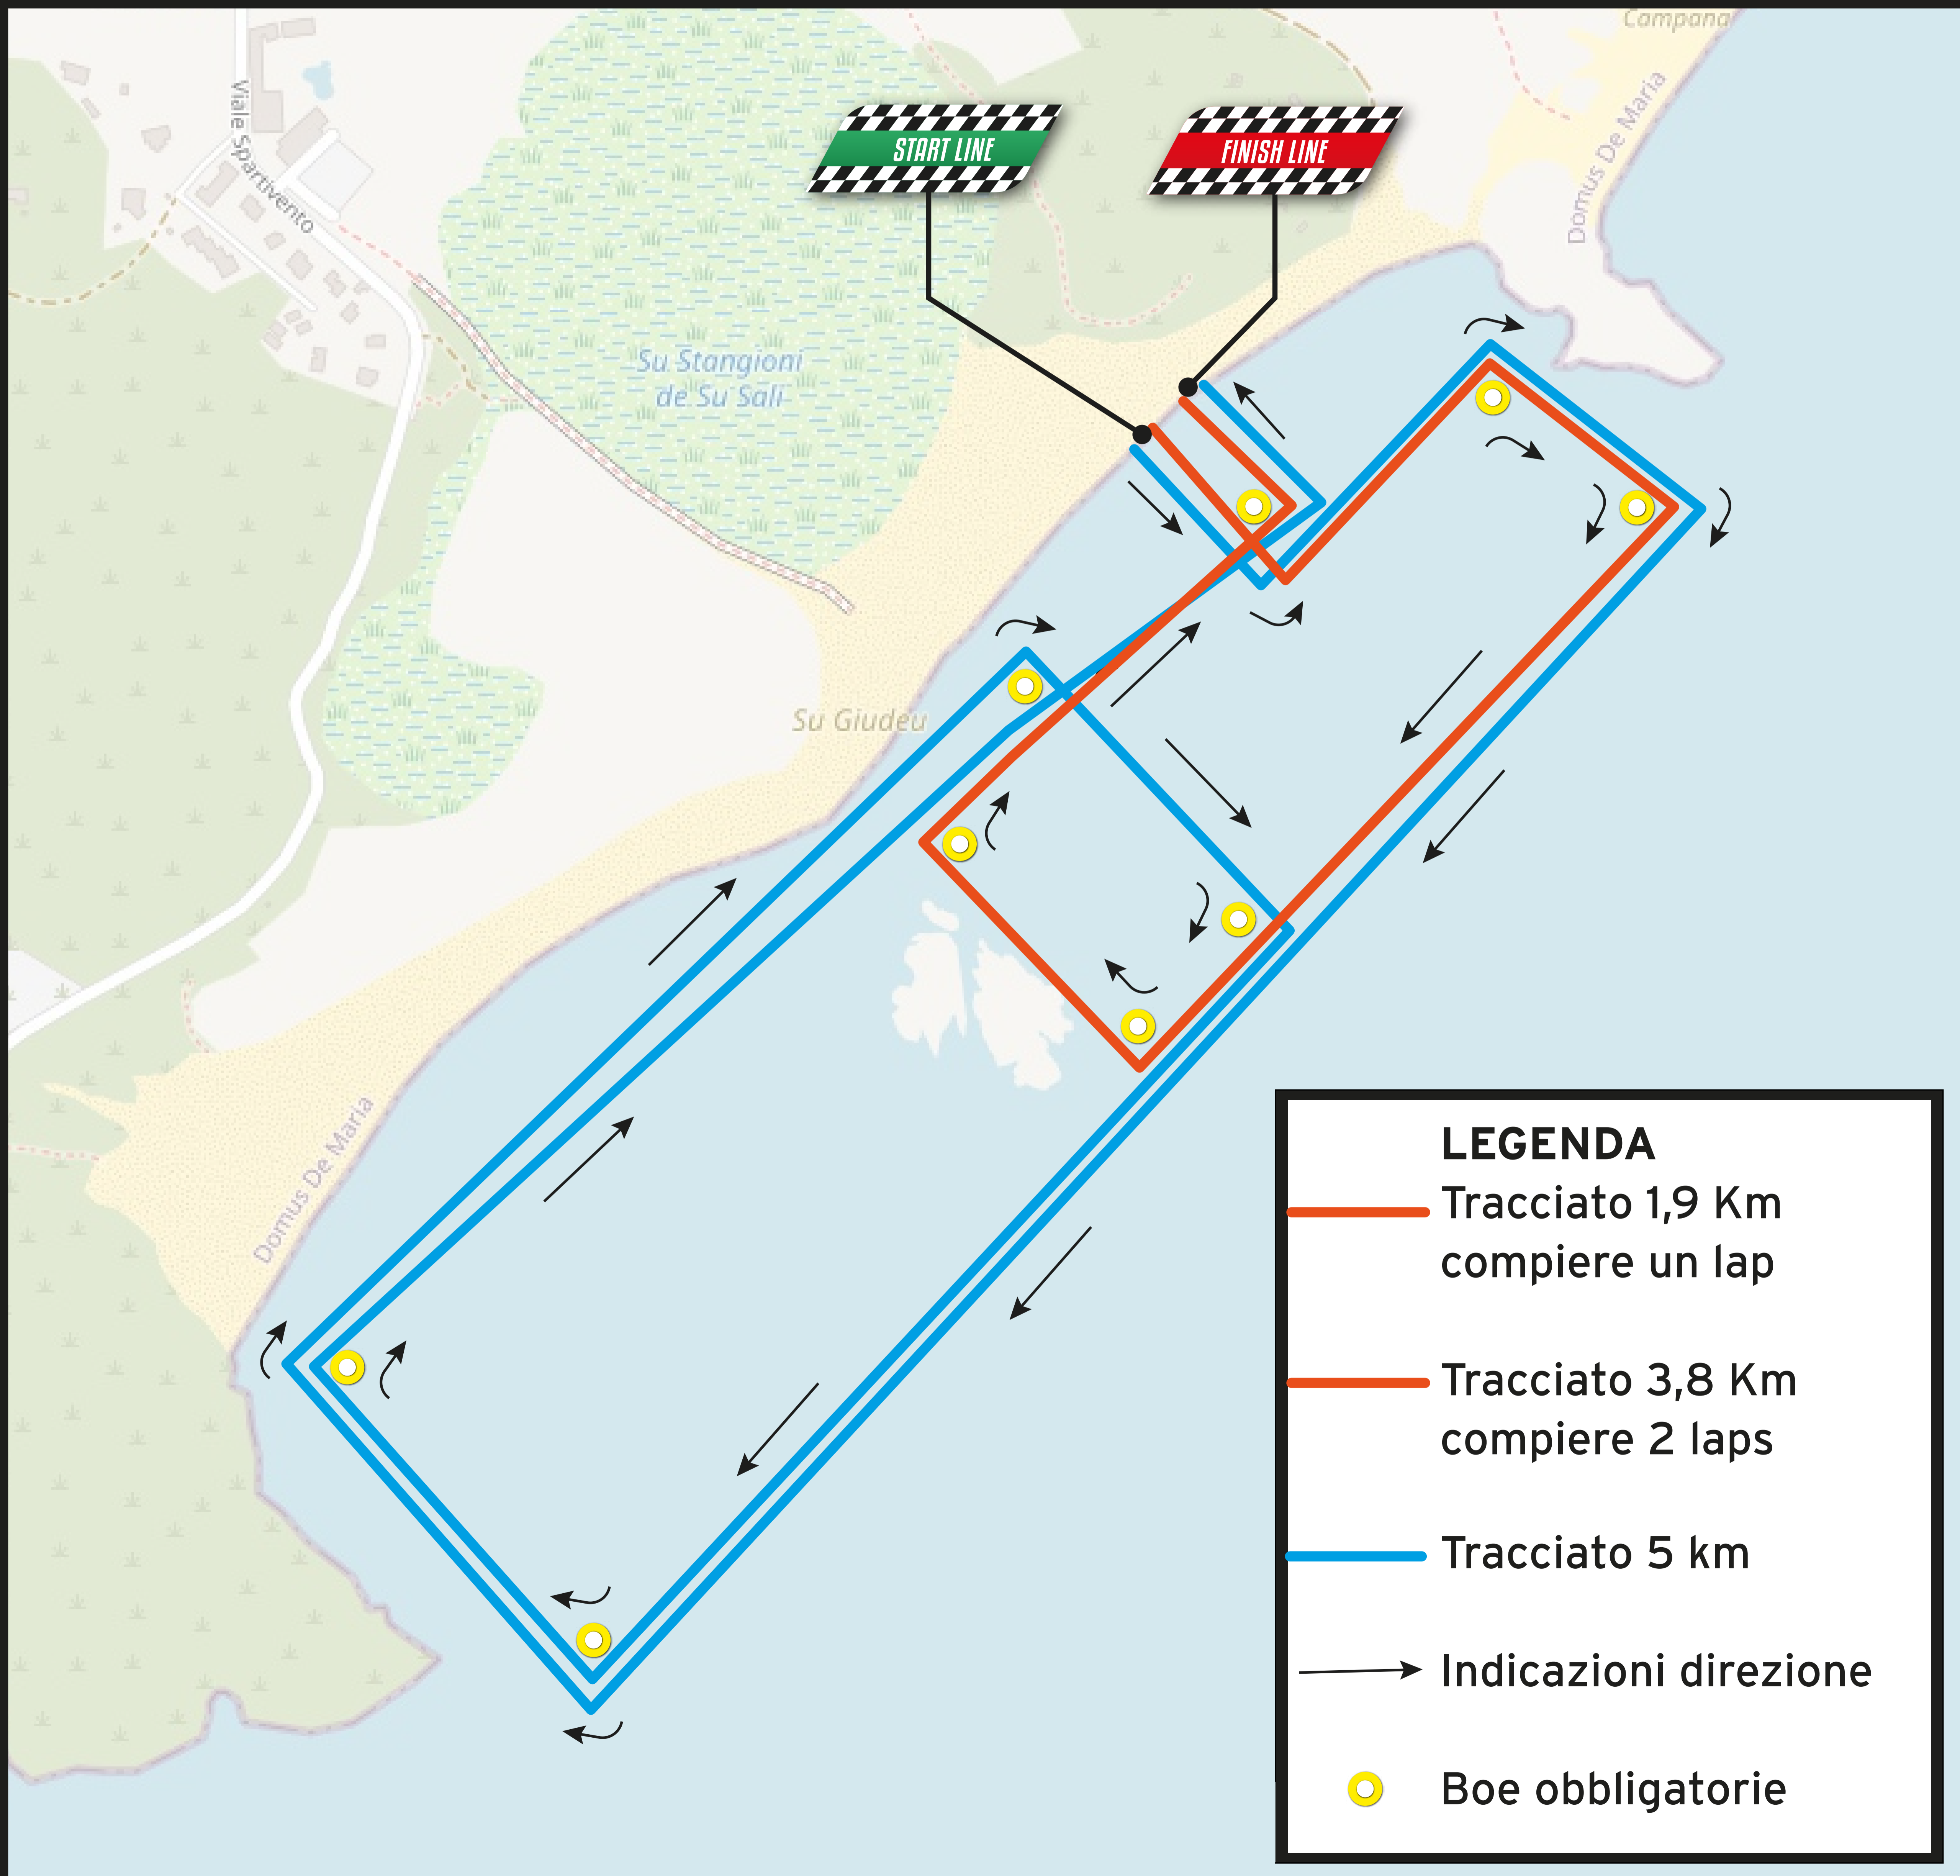 Campana
Domus De Maria
Viale Spartivento
START LINE
FINISH LINE
Su Stangioni
de Su Sali
Su Giudeu
Domus De Maria
LEGENDA
Tracciato 1,9 Km
compiere un lap
Tracciato 3,8 Km
compiere 2 laps
Tracciato 5 km
Indicazioni direzione
Boe obbligatorie